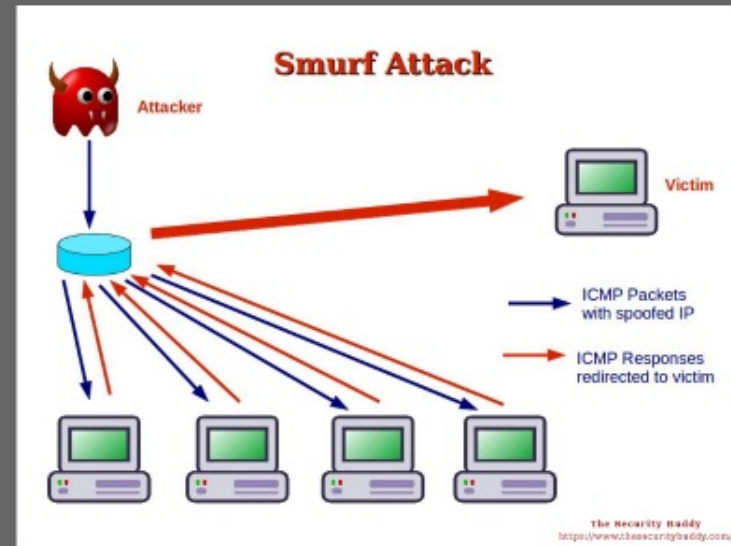 Smurf Attack
Attacker
Victim
ICMP Packets
with spoofed IP
ICMP Responses
redirected to victim
The Security Buddy
https://www.thesecuritybuddy.com/